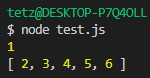 tetz@DESKTOP-P7Q4OLL
$ node test.js
1
[ 2, 3, 4, 5, 6 ]